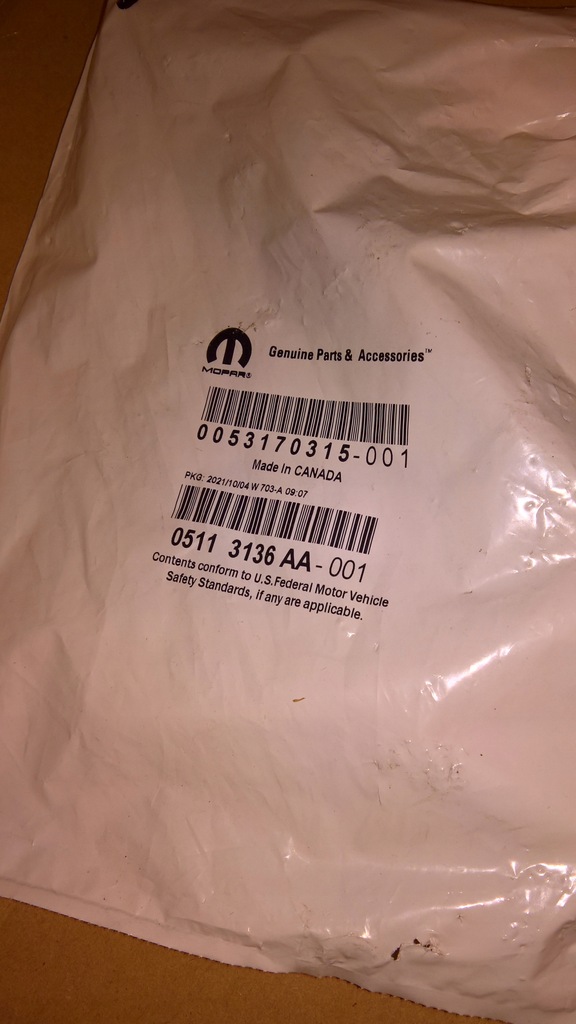 MOPAR®
Genuine Parts & Accessories™
0053170315-001
Made In CANADA
PKG: 2021/10/04 W 703-A 09:07
0511 3136 AA-001
Contents conform to U.S.Federal Motor Vehicle
Safety Standards, if any are applicable.